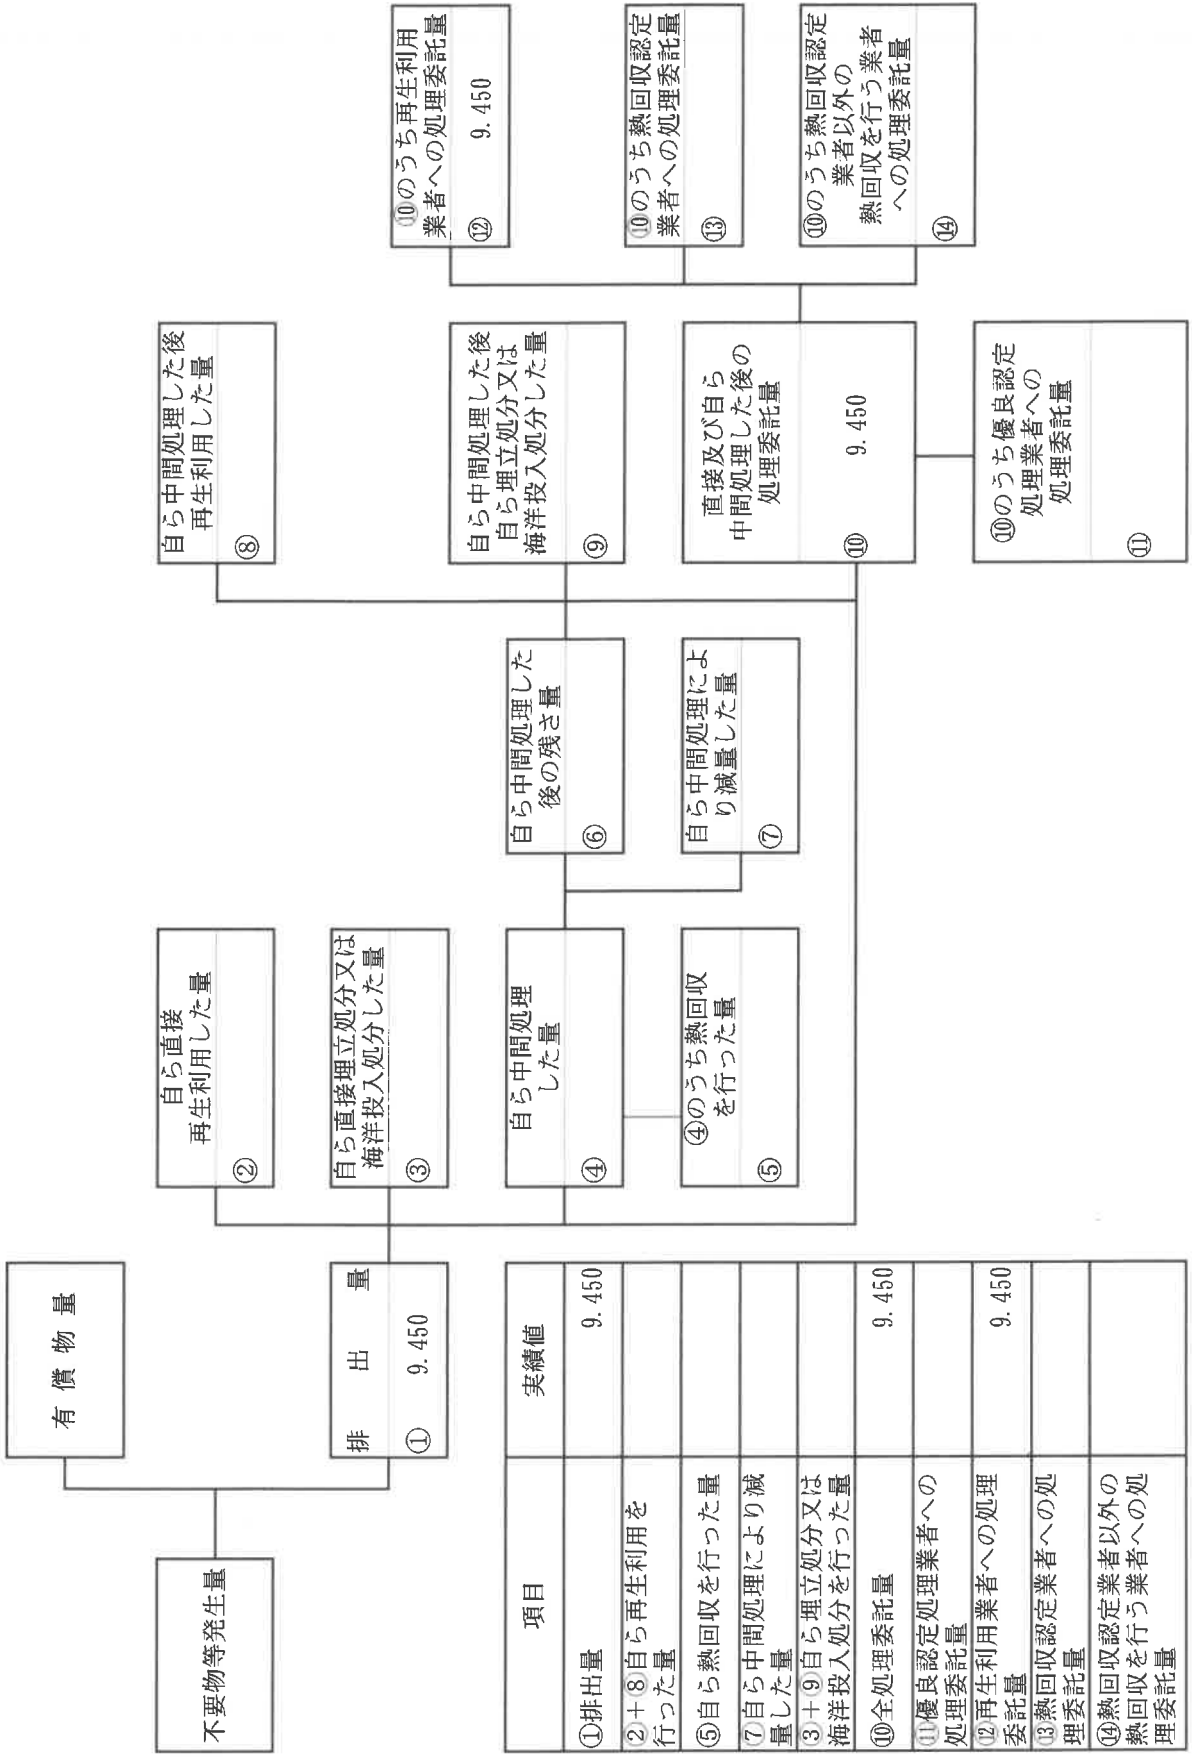 不要物等発生量
有償物量
排出量
① 9.450
自ら直接
再生利用した量
②
自ら直接埋立処分又は
海洋投入処分した量
③
自ら中間処理
した量
④
④のうち熱回収
を行った量
⑤
自ら中間処理した
後の残さ量
⑥
自ら中間処理によ
り減量した量
⑦
自ら中間処理した後
再生利用した量
⑧
自ら中間処理した後
自ら埋立処分又は
海洋投入処分した量
⑨
直接及び自ら
中間処理した後の
処理委託量
⑩ 9.450
⑩のうち優良認定
処理業者への
処理委託量
⑪
⑩のうち再生利用
業者への処理委託量
⑫ 9.450
⑩のうち熱回収認定
業者への処理委託量
⑬
⑩のうち熱回収認定
業者以外の
熱回収を行う業者
への処理委託量
⑭
項目 実績値
①排出量 9.450
②+⑧自ら再生利用を
行った量
⑤自ら熱回収を行った量
⑦自ら中間処理により減
量した量
③+⑨自ら埋立処分又は
海洋投入処分を行った量
⑩全処理委託量 9.450
⑪優良認定処理業者への
処理委託量
⑫再生利用業者への処理
委託量 9.450
⑬熱回収認定業者への処
理委託量
⑭熱回収認定業者以外の
熱回収を行う業者への処
理委託量